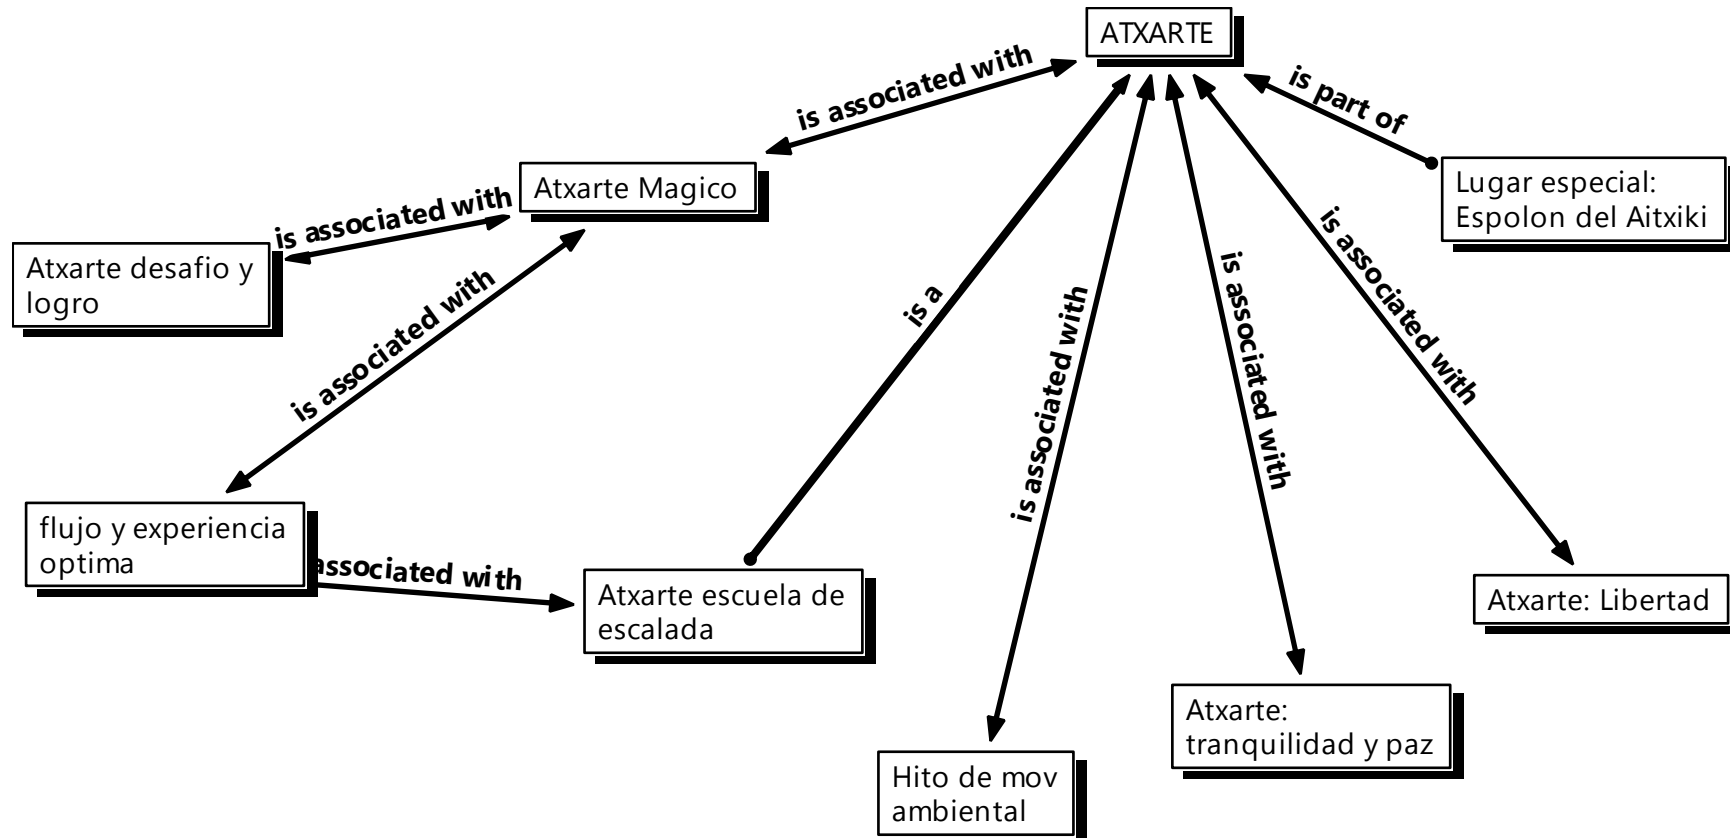 ATXARTE
is associated with
is part of
Atxarte Magico
Lugar especial:
Espolon del Aitxiki
is associated with
Atxarte desafio y
logro
is associated with
is a
is associated with
is associated with
is associated with
flujo y experiencia
optima
associated with
Atxarte escuela de
escalada
Atxarte: Libertad
Atxarte:
tranquilidad y paz
Hito de mov
ambiental